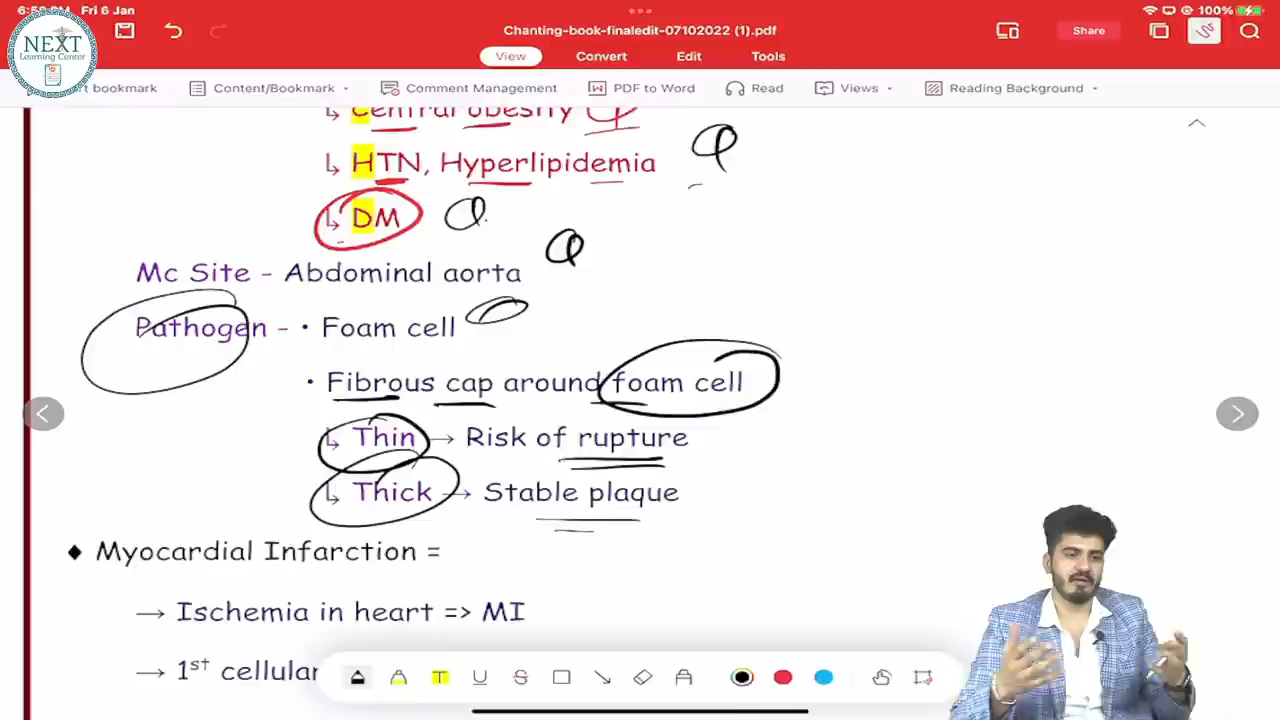 6:58 PM Fri 6 Jan
100%
NEXT
Learning Center
Chanting-book-finaledit-07102022 (1).pdf
Share
View
Convert
Edit
Tools
bookmark
Content/Bookmark
Comment Management
PDF to Word
Read
Views
Reading Background
↳ Central obesity
↳ HTN, Hyperlipidemia
↳ DM
Mc Site - Abdominal aorta
Pathogen - • Foam cell
• Fibrous cap around foam cell
↳ Thin → Risk of rupture
↳ Thick → Stable plaque
♦ Myocardial Infarction =
→ Ischemia in heart => MI
→ 1st cellular